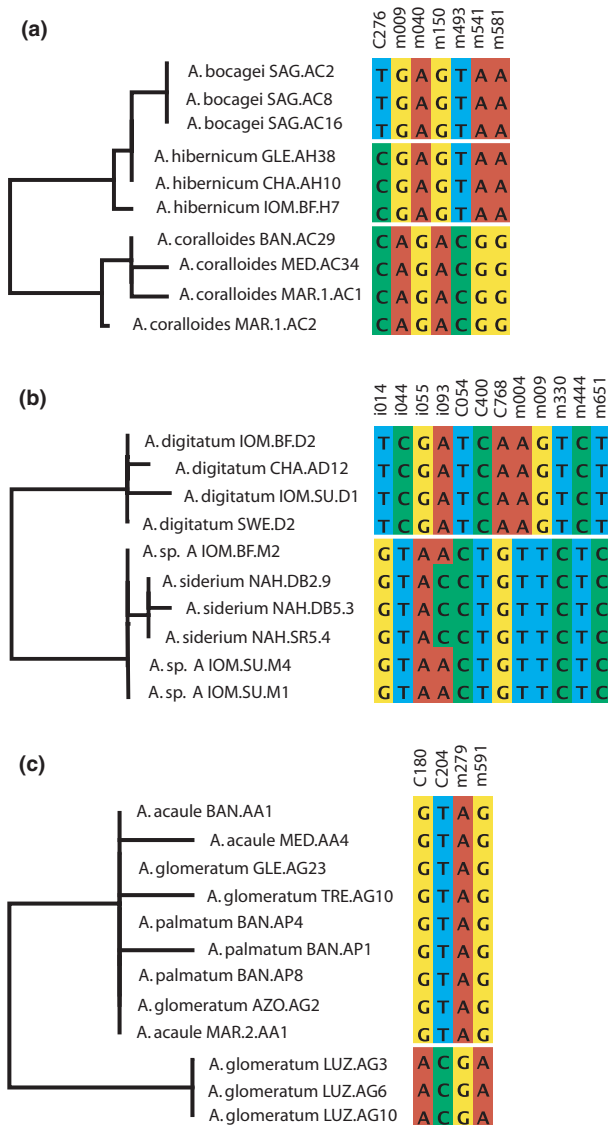 (a)
C276 m009 m040 m150 m493 m541 m581
A. bocagei SAG.AC2 T G A G T A A
A. bocagei SAG.AC8 T G A G T A A
A. bocagei SAG.AC16 T G A G T A A
A. hibernicum GLE.AH38 C G A G T A A
A. hibernicum CHA.AH10 C G A G T A A
A. hibernicum IOM.BF.H7 C G A G T A A
A. coralloides BAN.AC29 C A G A C G G
A. coralloides MED.AC34 C A G A C G G
A. coralloides MAR.1.AC1 C A G A C G G
A. coralloides MAR.1.AC2 C A G A C G G
(b)
i014 i044 i055 i093 C054 C400 C768 m004 m009 m330 m444 m651
A. digitatum IOM.BF.D2 T C G A T C A A G T C T
A. digitatum CHA.AD12 T C G A T C A A G T C T
A. digitatum IOM.SU.D1 T C G A T C A A G T C T
A. digitatum SWE.D2 T C G A T C A A G T C T
A. sp. A IOM.BF.M2 G T A A C T G T T C T C
A. siderium NAH.DB2.9 G T A C C T G T T C T C
A. siderium NAH.DB5.3 G T A C C T G T T C T C
A. siderium NAH.SR5.4 G T A C C T G T T C T C
A. sp. A IOM.SU.M4 G T A A C T G T T C T C
A. sp. A IOM.SU.M1 G T A A C T G T T C T C
(c)
C180 C204 m279 m591
A. acaule BAN.AA1 G T A G
A. acaule MED.AA4 G T A G
A. glomeratum GLE.AG23 G T A G
A. glomeratum TRE.AG10 G T A G
A. palmatum BAN.AP4 G T A G
A. palmatum BAN.AP1 G T A G
A. palmatum BAN.AP8 G T A G
A. glomeratum AZO.AG2 G T A G
A. acaule MAR.2.AA1 G T A G
A. glomeratum LUZ.AG3 A C G A
A. glomeratum LUZ.AG6 A C G A
A. glomeratum LUZ.AG10 A C G A